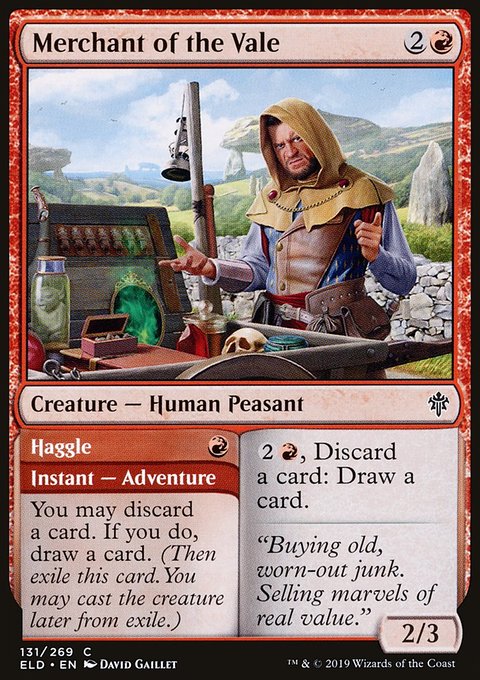 Merchant of the Vale 2
Creature — Human Peasant
Haggle
Instant — Adventure
You may discard
a card. If you do,
draw a card. (Then
exile this card. You
may cast the creature
later from exile.)
2 , Discard
a card: Draw a
card.
“Buying old,
worn-out junk.
Selling marvels of
real value.”
2/3
131/269 C
ELD • EN DAVID GAILLET
™ & © 2019 Wizards of the Coast